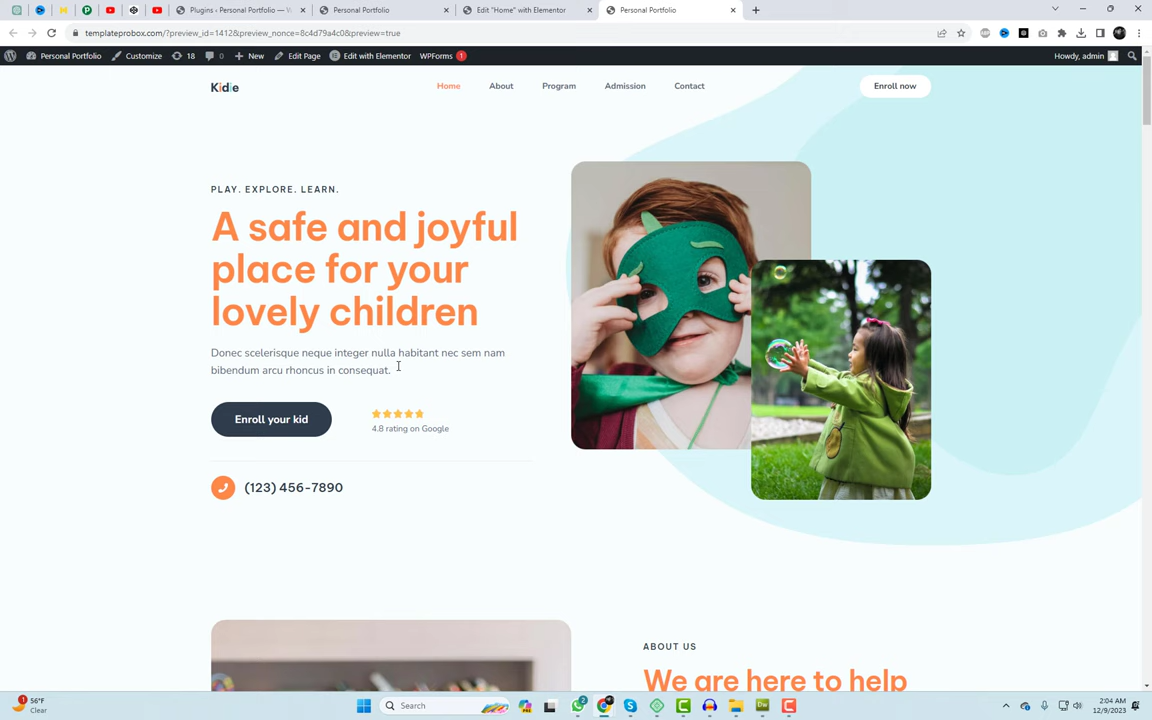 Plugins ‹ Personal Portfolio — W
Personal Portfolio
Edit "Home" with Elementor
Personal Portfolio
templateprobox.com/?preview_id=1412&preview_nonce=8c4d79a4c0&preview=true
Personal Portfolio
Customize
18
0
New
Edit Page
Edit with Elementor
WPForms
1
Howdy, admin
Kidie
Home
About
Program
Admission
Contact
Enroll now
PLAY. EXPLORE. LEARN.
A safe and joyful
place for your
lovely children
Donec scelerisque neque integer nulla habitant nec sem nam
bibendum arcu rhoncus in consequat.
Enroll your kid
4.8 rating on Google
(123) 456-7890
ABOUT US
We are here to help
1
56°F
Clear
Search
2
2:04 AM
12/9/2023